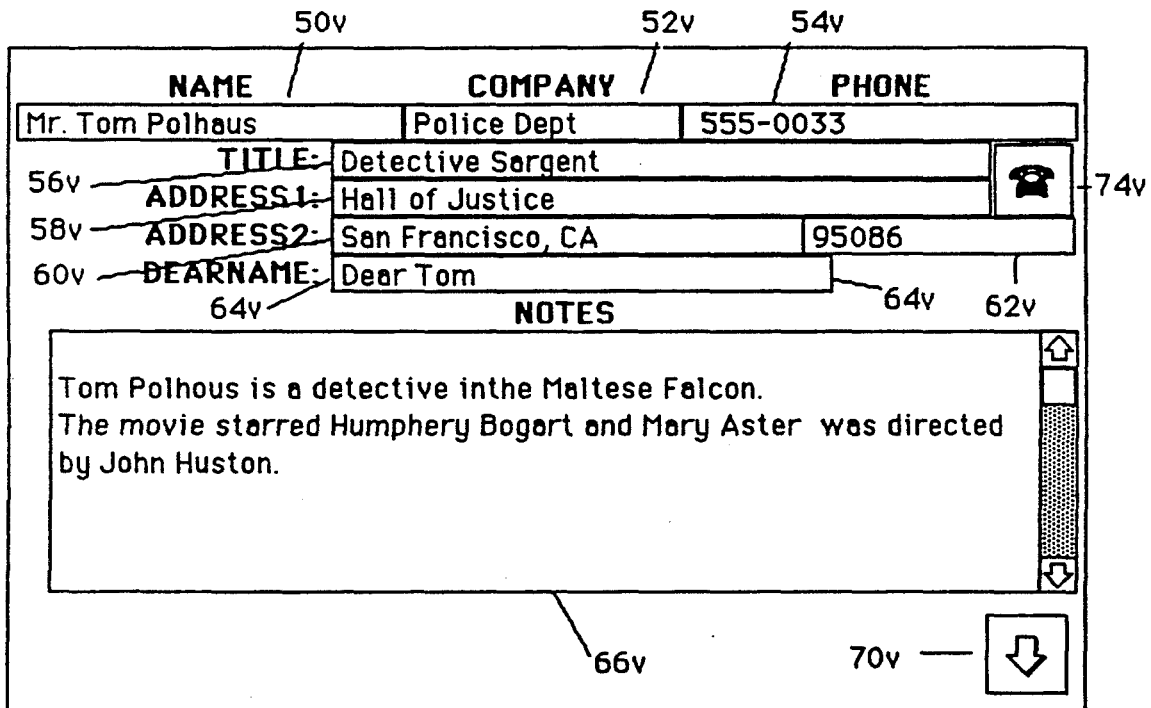 50v 52v 54v
NAME COMPANY PHONE
Mr. Tom Polhaus Police Dept 555-0033
TITLE: Detective Sargent
56v 74v
ADDRESS1: Hall of Justice
58v ADDRESS2: San Francisco, CA 95086
60v DEARNAME: Dear Tom
64v 64v 62v
NOTES
Tom Polhous is a detective inthe Maltese Falcon.
The movie starred Humphery Bogart and Mary Aster was directed
by John Huston.
66v 70v